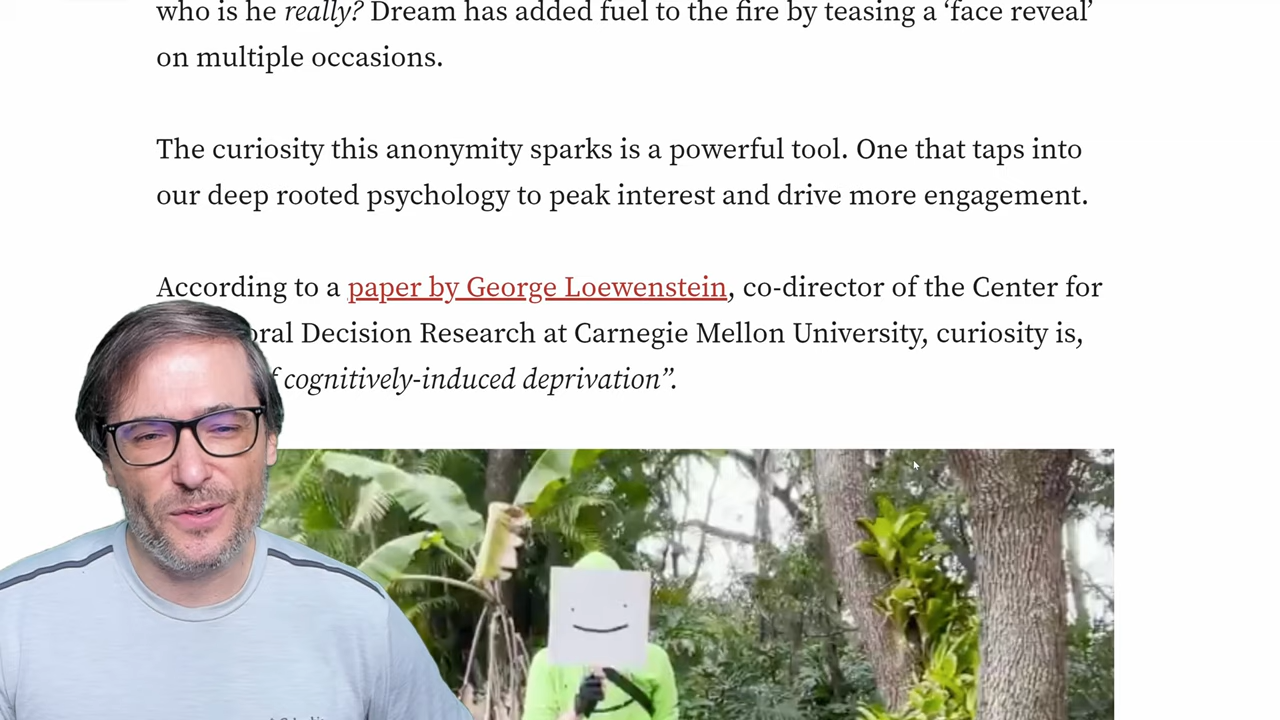 who is he really? Dream has added fuel to the fire by teasing a ‘face reveal’
on multiple occasions.
The curiosity this anonymity sparks is a powerful tool. One that taps into
our deep rooted psychology to peak interest and drive more engagement.
According to a paper by George Loewenstein, co-director of the Center for
oral Decision Research at Carnegie Mellon University, curiosity is,
cognitively-induced deprivation”.